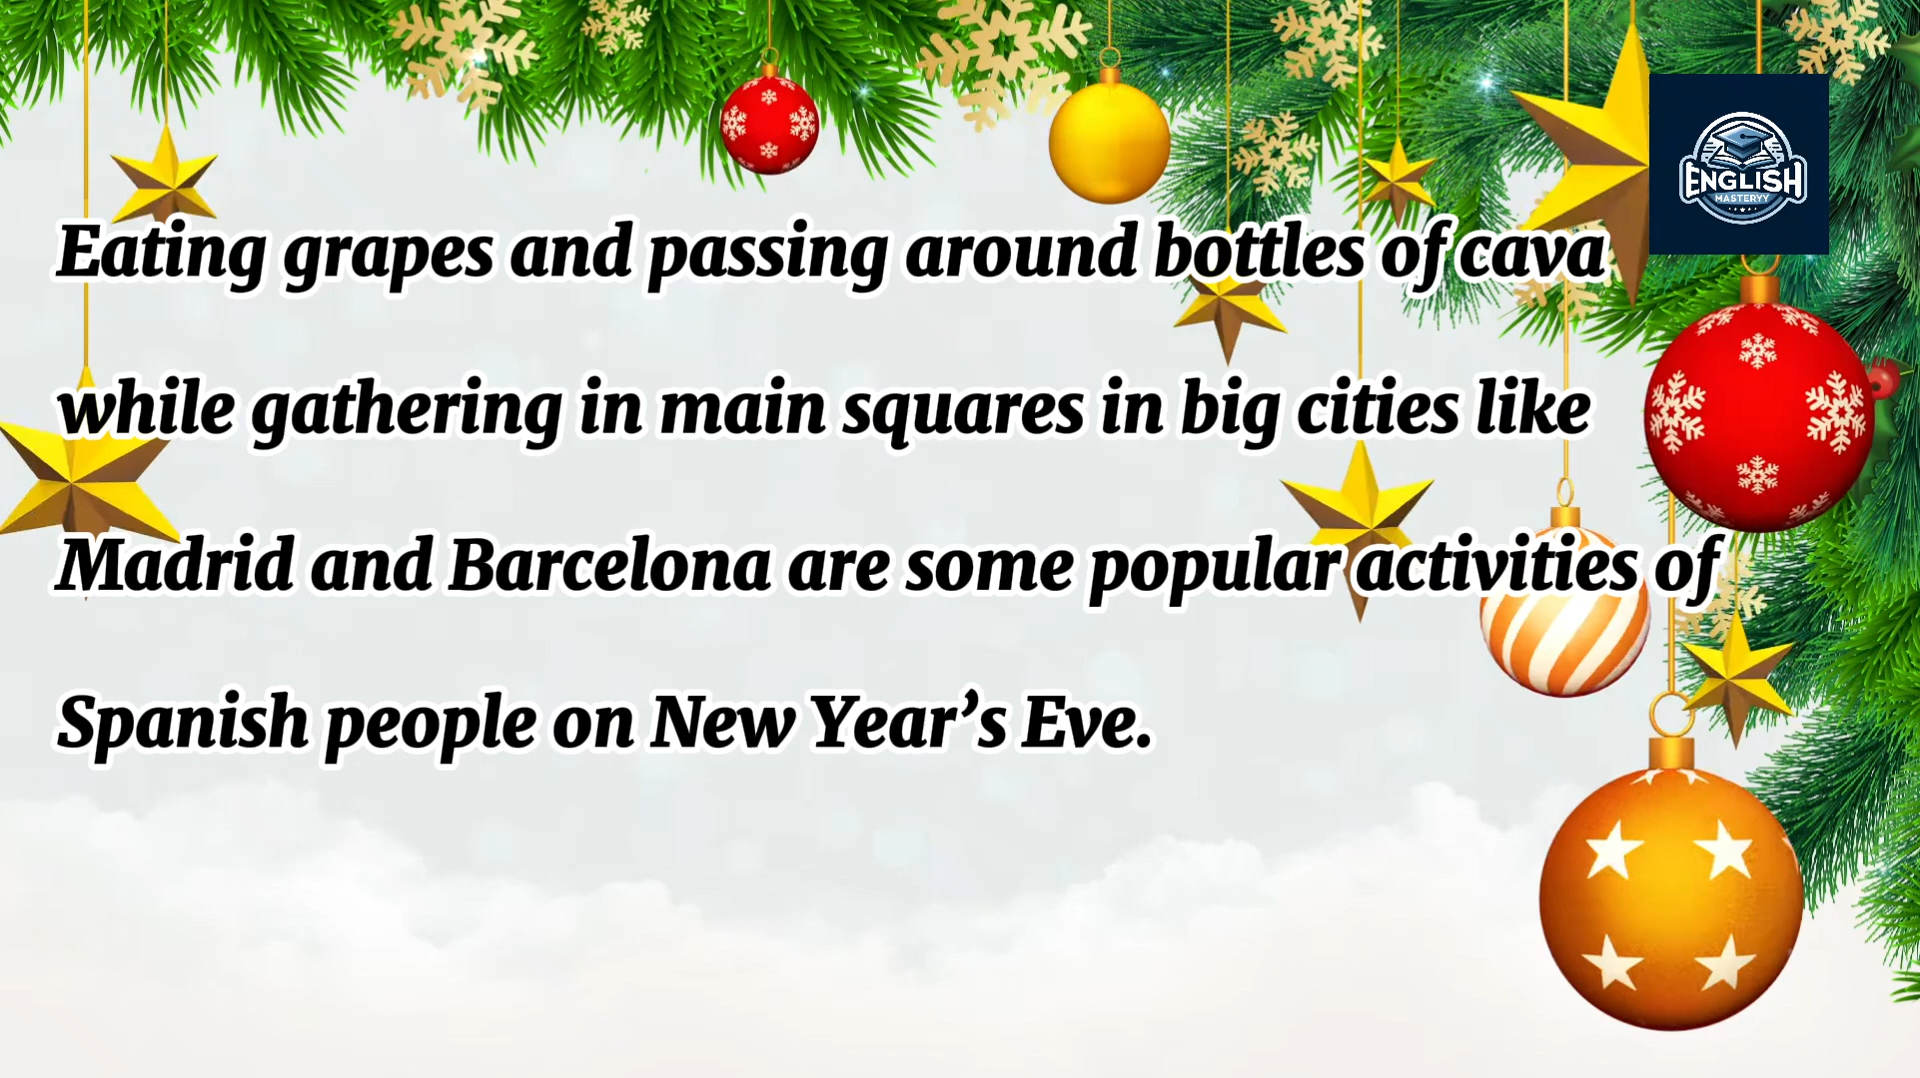 ENGLISH
MASTERYY
Eating grapes and passing around bottles of cava
while gathering in main squares in big cities like
Madrid and Barcelona are some popular activities of
Spanish people on New Year’s Eve.